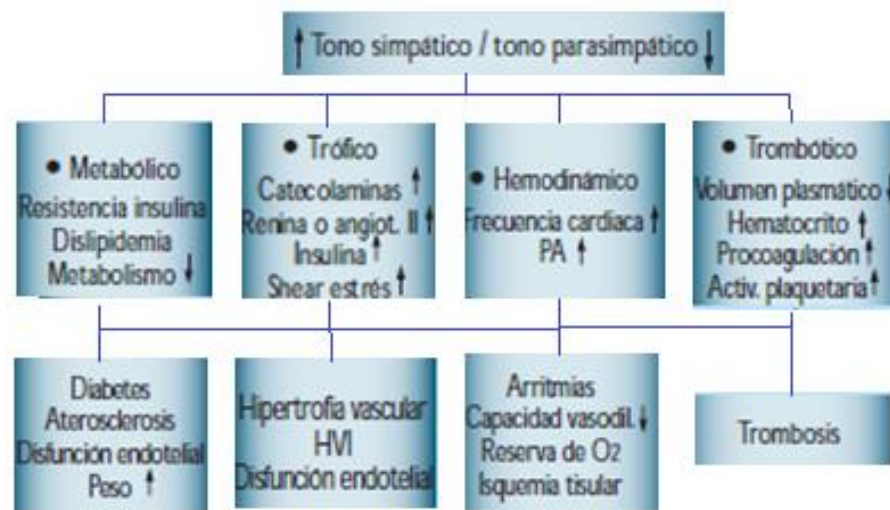 ↑ Tono simpático / tono parasimpático ↓
• Metabólico
Resistencia insulina
Dislipidemia
Metabolismo ↓
• Trófico
Catecolaminas ↑
Renina o angiot. II ↑
Insulina ↑
Shear estrés ↑
• Hemodinámico
Frecuencia cardiaca ↑
PA ↑
• Trombótico
Volumen plasmático
Hematocrito ↑
Procoagulación ↑
Activ. plaquetaria ↑
Diabetes
Aterosclerosis
Disfunción endotelial
Peso ↑
Hipertrofia vascular
HVI
Disfunción endotelial
Arritmias
Capacidad vasodil. ↓
Reserva de O2
Isquemia tisular
Trombosis